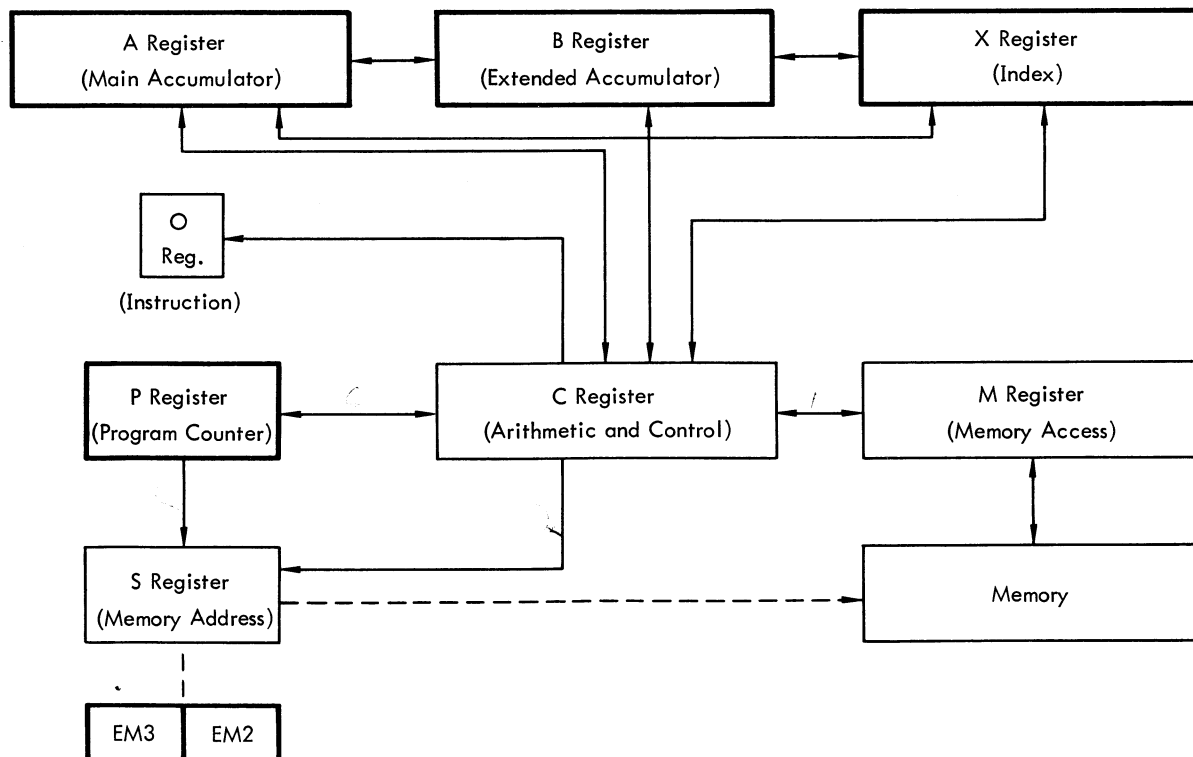 A Register
(Main Accumulator)
B Register
(Extended Accumulator)
X Register
(Index)
O
Reg.
(Instruction)
P Register
(Program Counter)
C Register
(Arithmetic and Control)
M Register
(Memory Access)
S Register
(Memory Address)
Memory
EM3
EM2